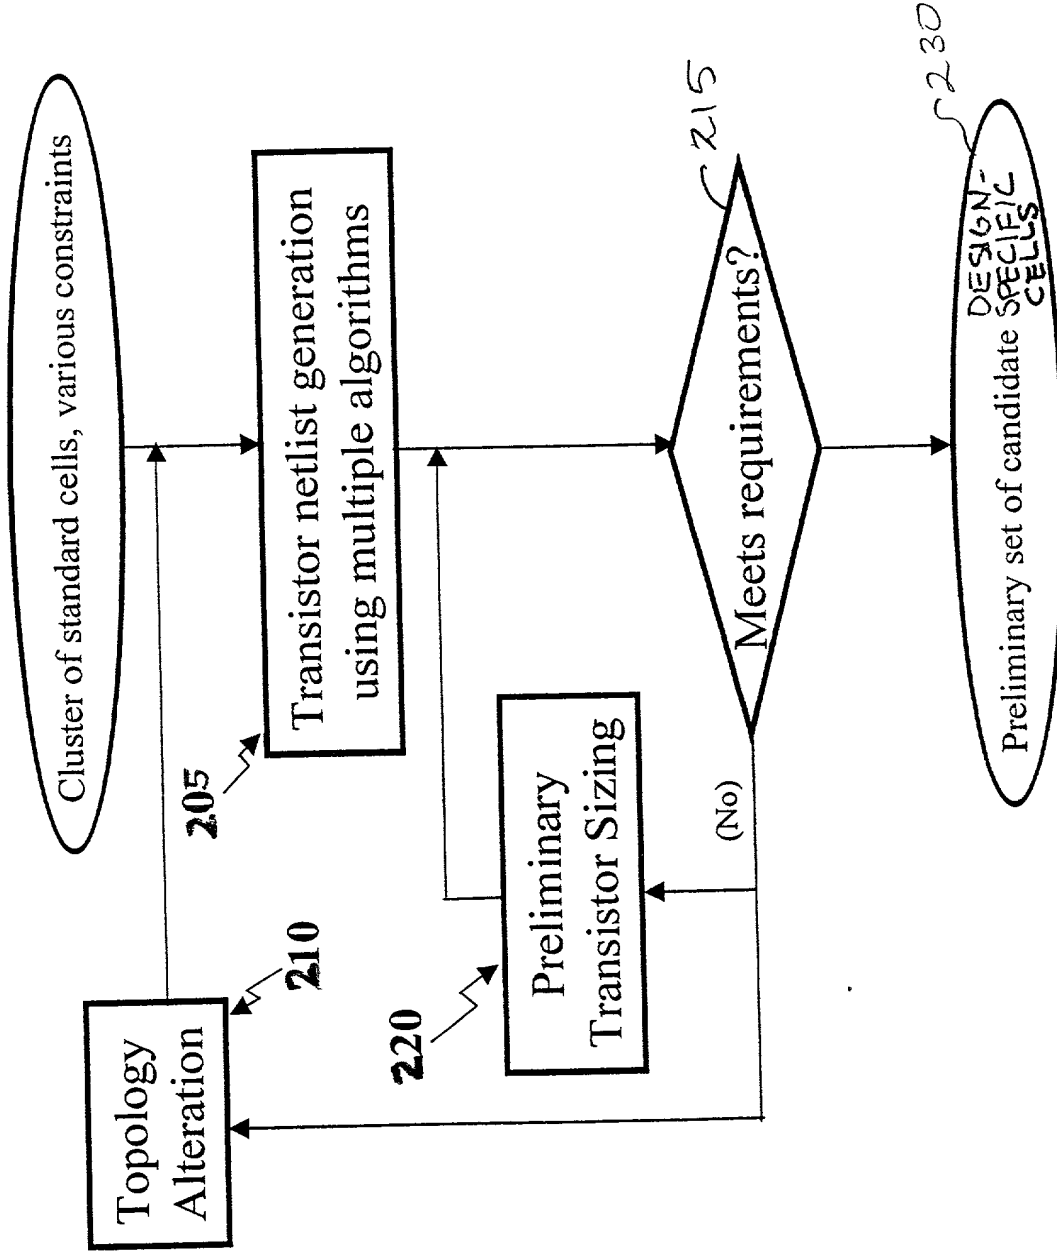 Cluster of standard cells, various constraints
205
Transistor netlist generation
using multiple algorithms
Topology
Alteration
210
220
Preliminary
Transistor Sizing
215
Meets requirements?
(No)
230
Preliminary set of candidate
DESIGN-
SPECIFIC
CELLS